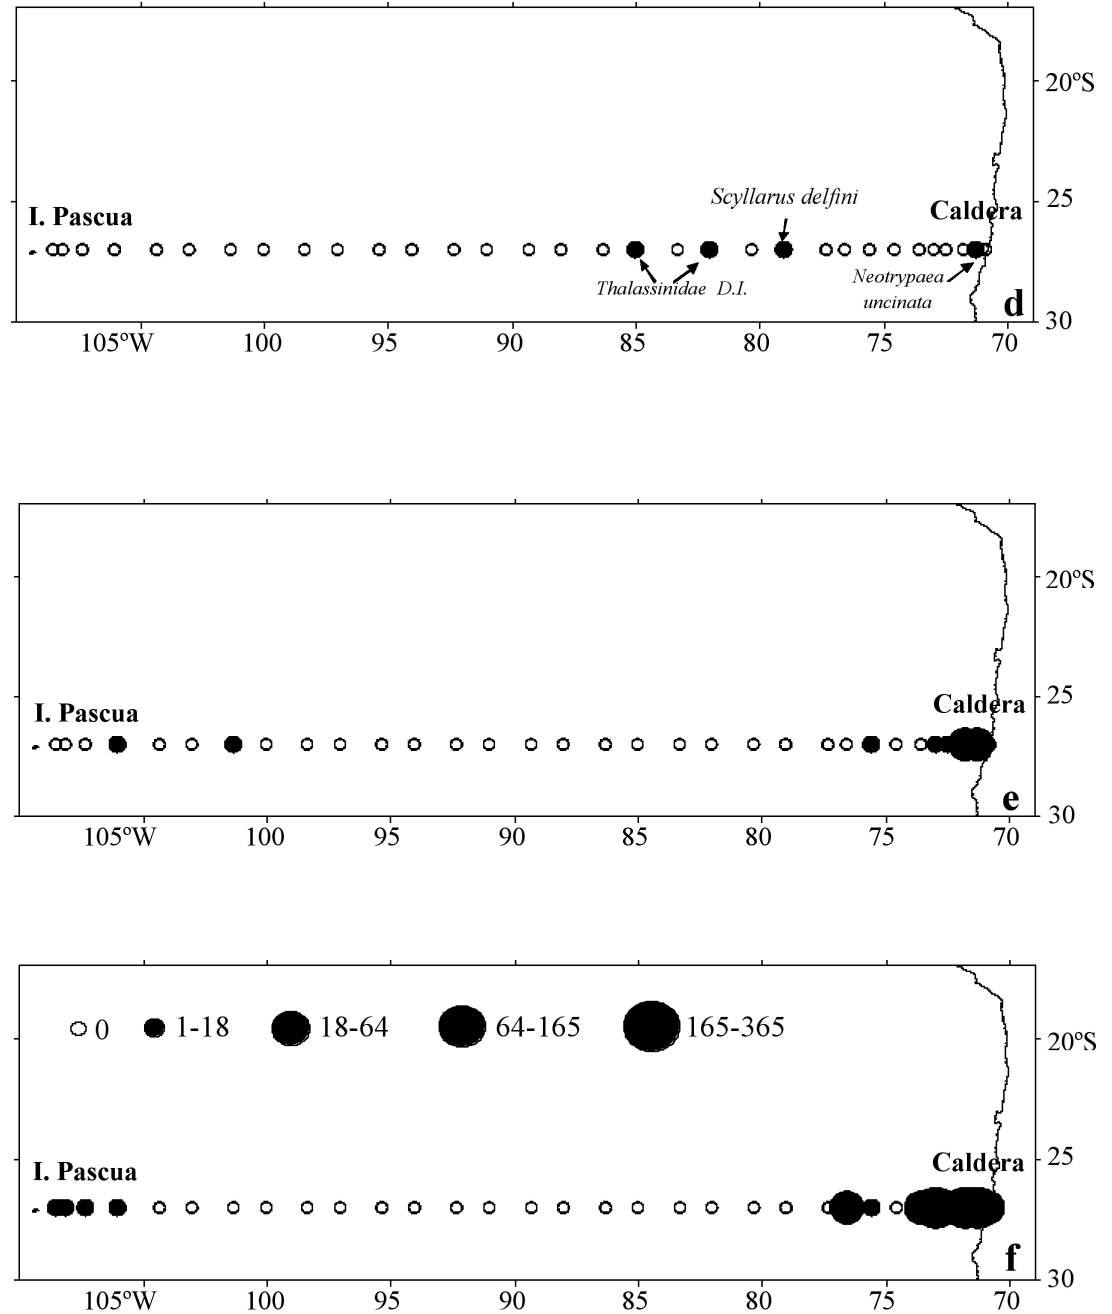 20ºS
Scyllarus delfini
25
I. Pascua
Caldera
Neotrypaea
uncinata
Thalassinidae D.I.
d
30
105ºW 100 95 90 85 80 75 70
20ºS
25
I. Pascua
Caldera
e
30
105ºW 100 95 90 85 80 75 70
0 1-18 18-64 64-165 165-365
20ºS
25
I. Pascua
Caldera
f
30
105ºW 100 95 90 85 80 75 70